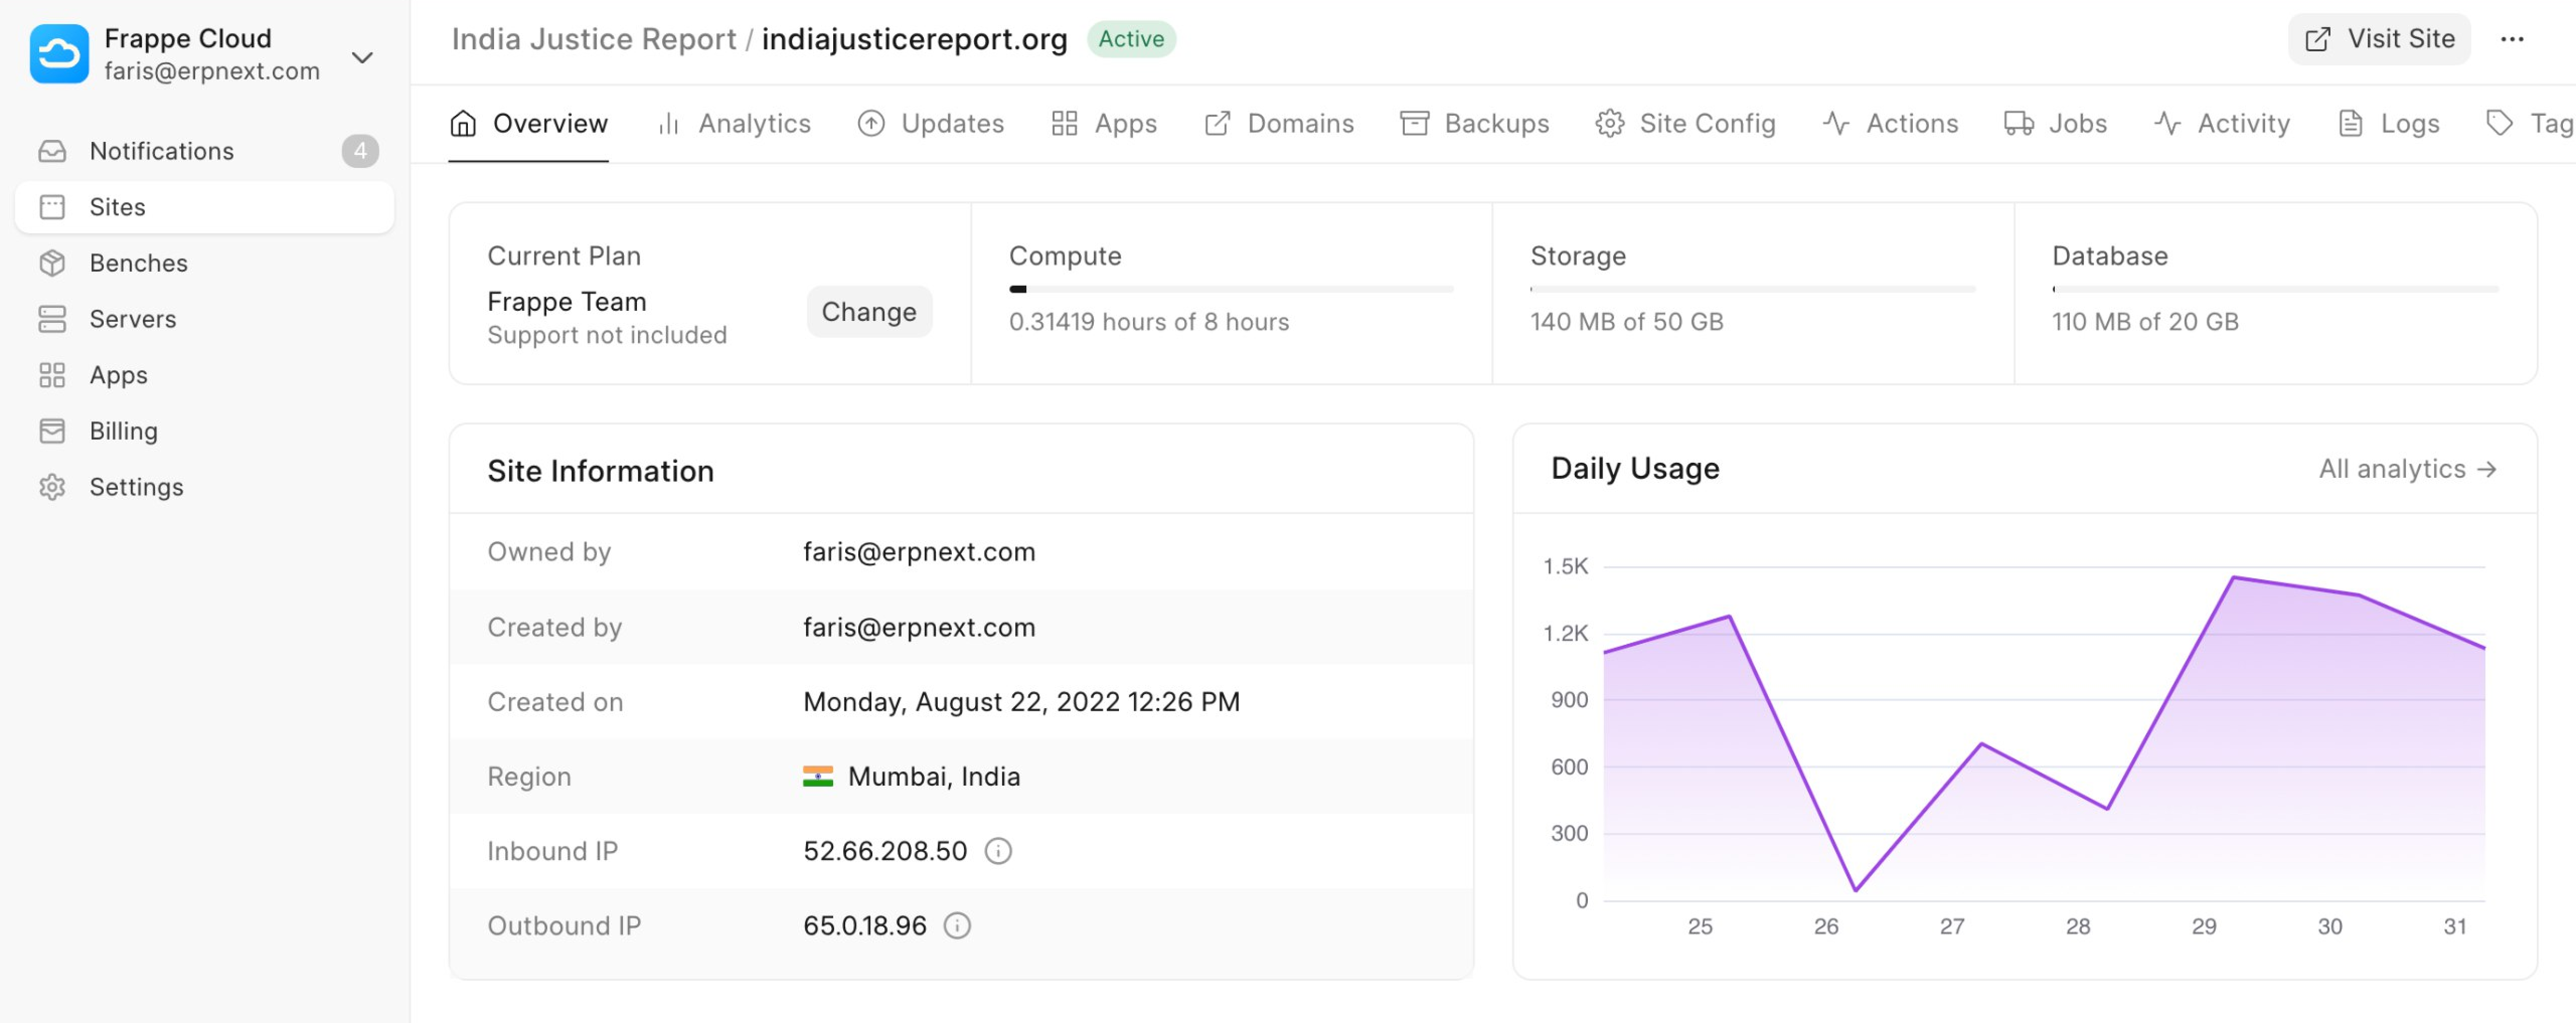 Frappe Cloud
faris@erpnext.com
Notifications 4
Sites
Benches
Servers
Apps
Billing
Settings
India Justice Report / indiajusticereport.org Active
Visit Site ...
Overview Analytics Updates Apps Domains Backups Site Config Actions Jobs Activity Logs Tag
Current Plan
Frappe Team
Support not included
Change
Compute
0.31419 hours of 8 hours
Storage
140 MB of 50 GB
Database
110 MB of 20 GB
Site Information
Owned by faris@erpnext.com
Created by faris@erpnext.com
Created on Monday, August 22, 2022 12:26 PM
Region Mumbai, India
Inbound IP 52.66.208.50
Outbound IP 65.0.18.96
Daily Usage All analytics →
1.5K
1.2K
900
600
300
0
25 26 27 28 29 30 31